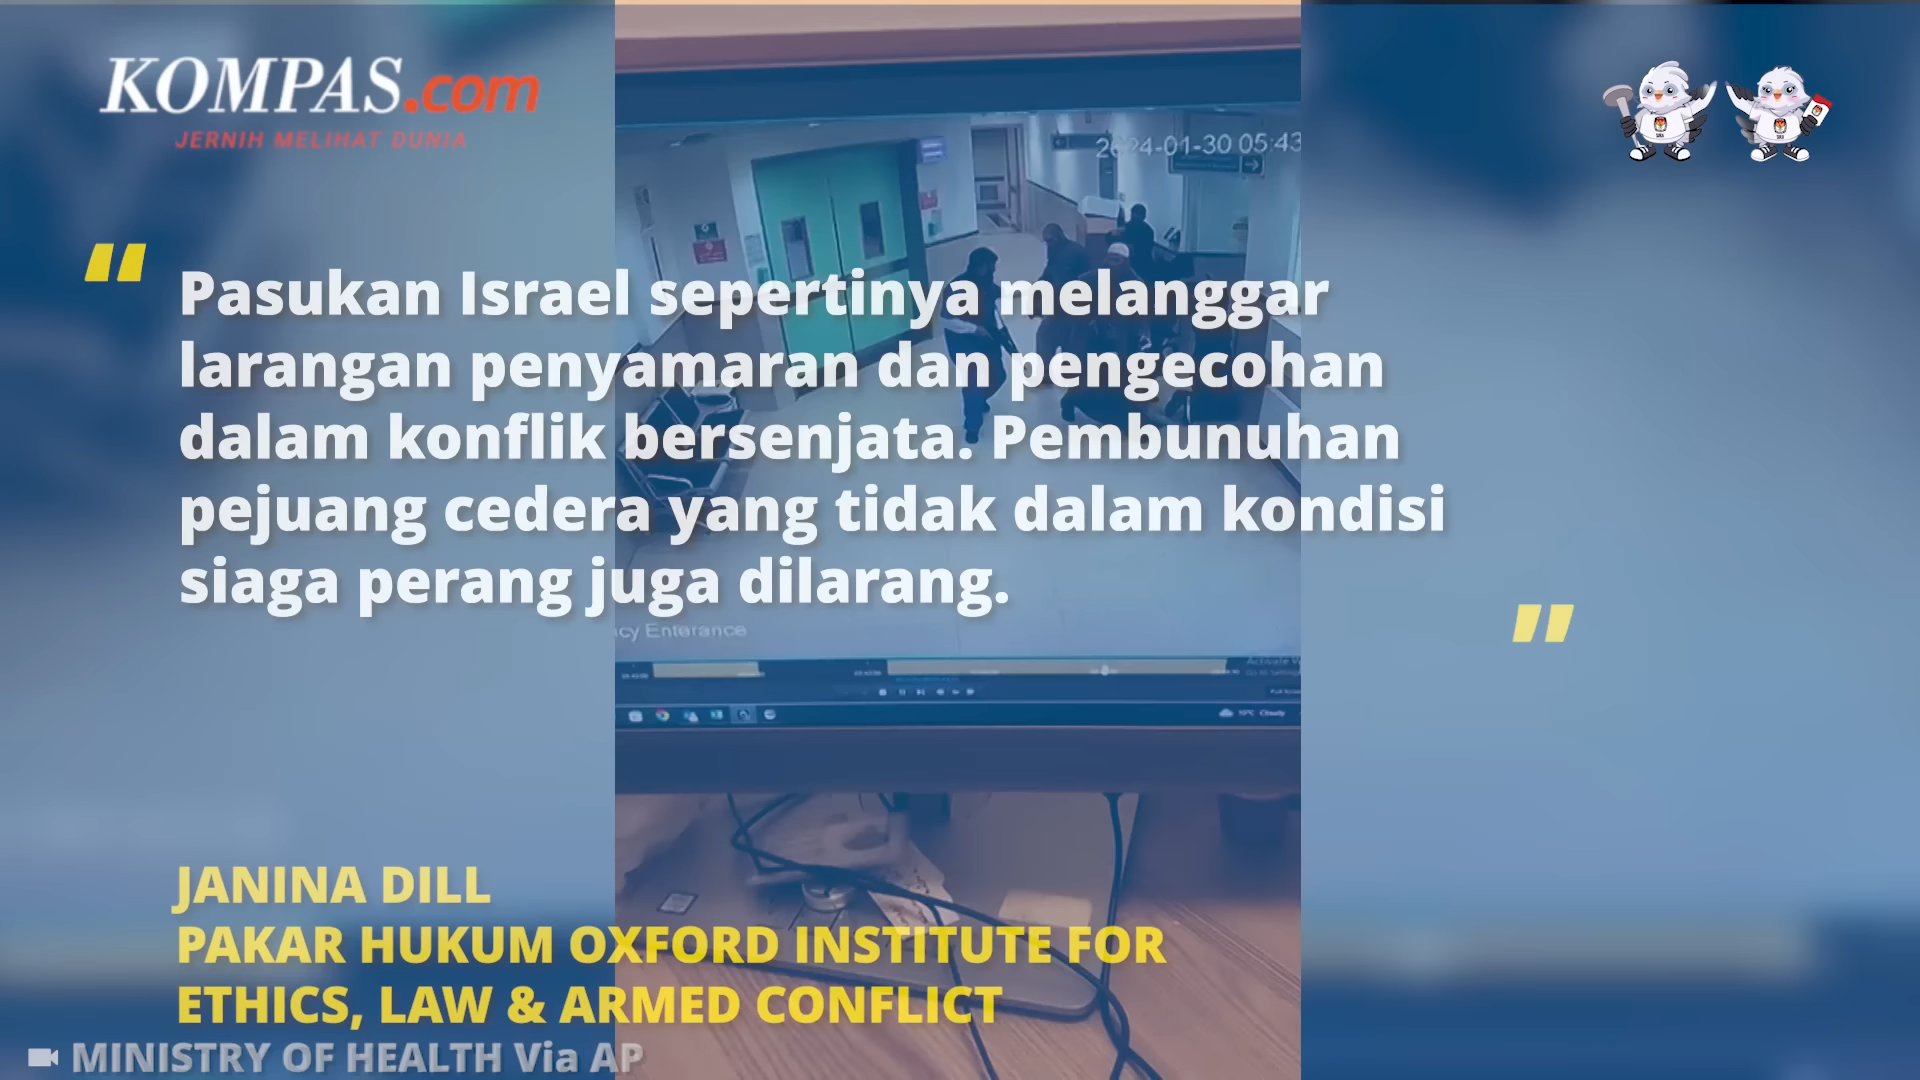 KOMPAS.com
JERNIH MELIHAT DUNIA
2024-01-30 05:43
“
Pasukan Israel sepertinya melanggar
larangan penyamaran dan pengecohan
dalam konflik bersenjata. Pembunuhan
pejuang cedera yang tidak dalam kondisi
siaga perang juga dilarang.
”
cy Enterance
JANINA DILL
PAKAR HUKUM OXFORD INSTITUTE FOR
ETHICS, LAW & ARMED CONFLICT
MINISTRY OF HEALTH Via AP